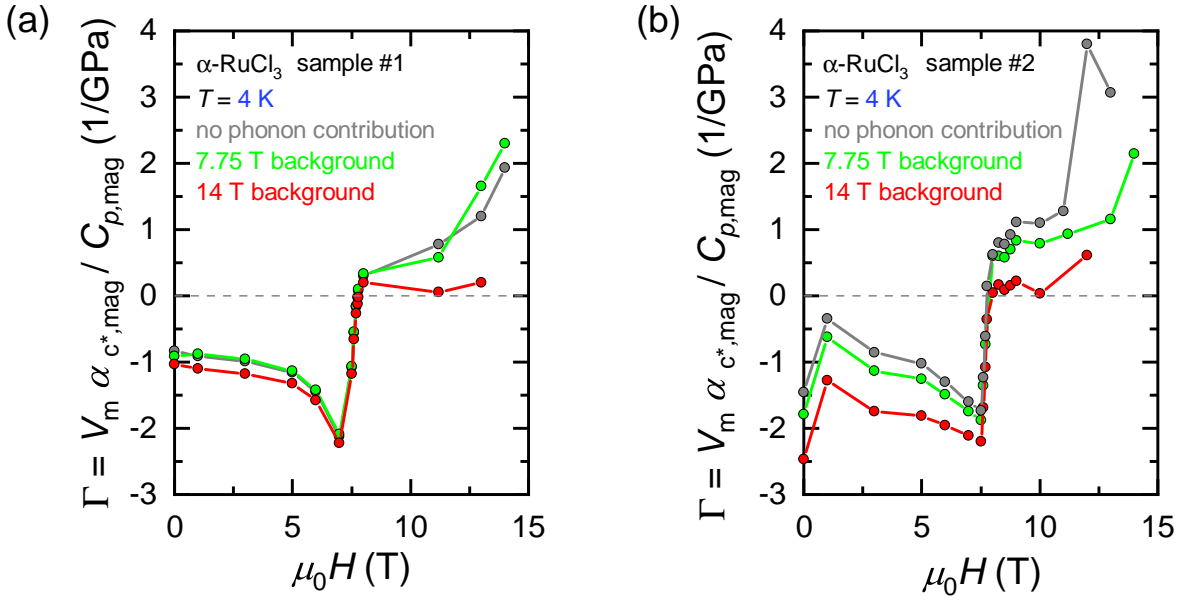 (a)
Γ = Vm α c*,mag / Cp,mag (1/GPa)
4
3
2
1
0
-1
-2
-3
α-RuCl3 sample #1
T = 4 K
no phonon contribution
7.75 T background
14 T background
0 5 10 15
μ0H (T)
(b)
Γ = Vm α c*,mag / Cp,mag (1/GPa)
4
3
2
1
0
-1
-2
-3
α-RuCl3 sample #2
T = 4 K
no phonon contribution
7.75 T background
14 T background
0 5 10 15
μ0H (T)